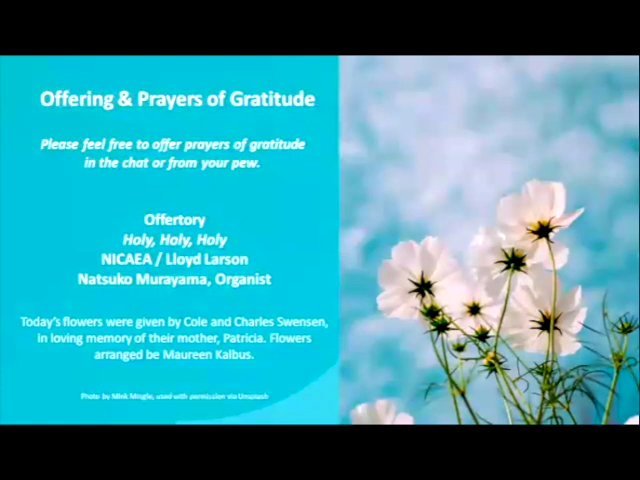 Offering & Prayers of Gratitude
Please feel free to offer prayers of gratitude
in the chat or from your pew.
Offertory
Holy, Holy, Holy
NICAEA / Lloyd Larson
Natsuko Murayama, Organist
Today's flowers were given by Cole and Charles Swensen,
in loving memory of their mother, Patricia. Flowers
arranged be Maureen Kalbus.
Photo by Mink Mingle, used with permission via Unsplash